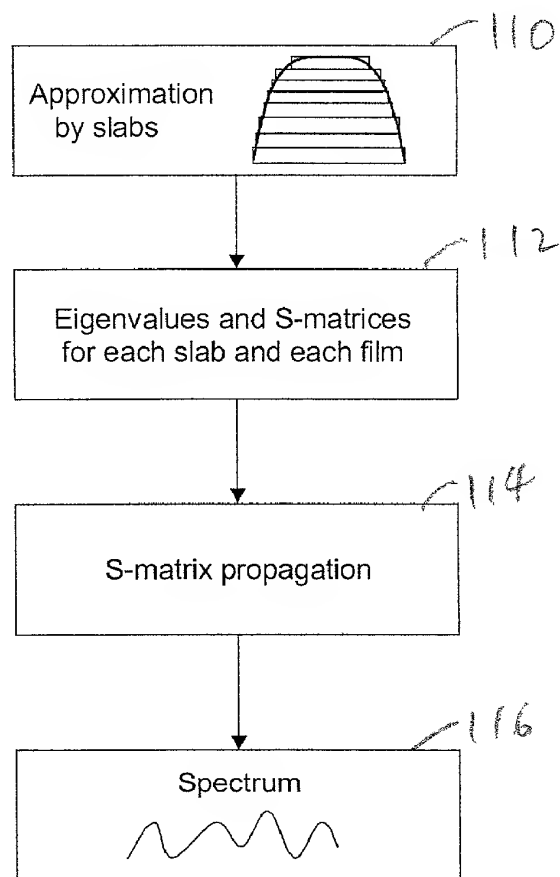 110
Approximation
by slabs
112
Eigenvalues and S-matrices
for each slab and each film
114
S-matrix propagation
116
Spectrum